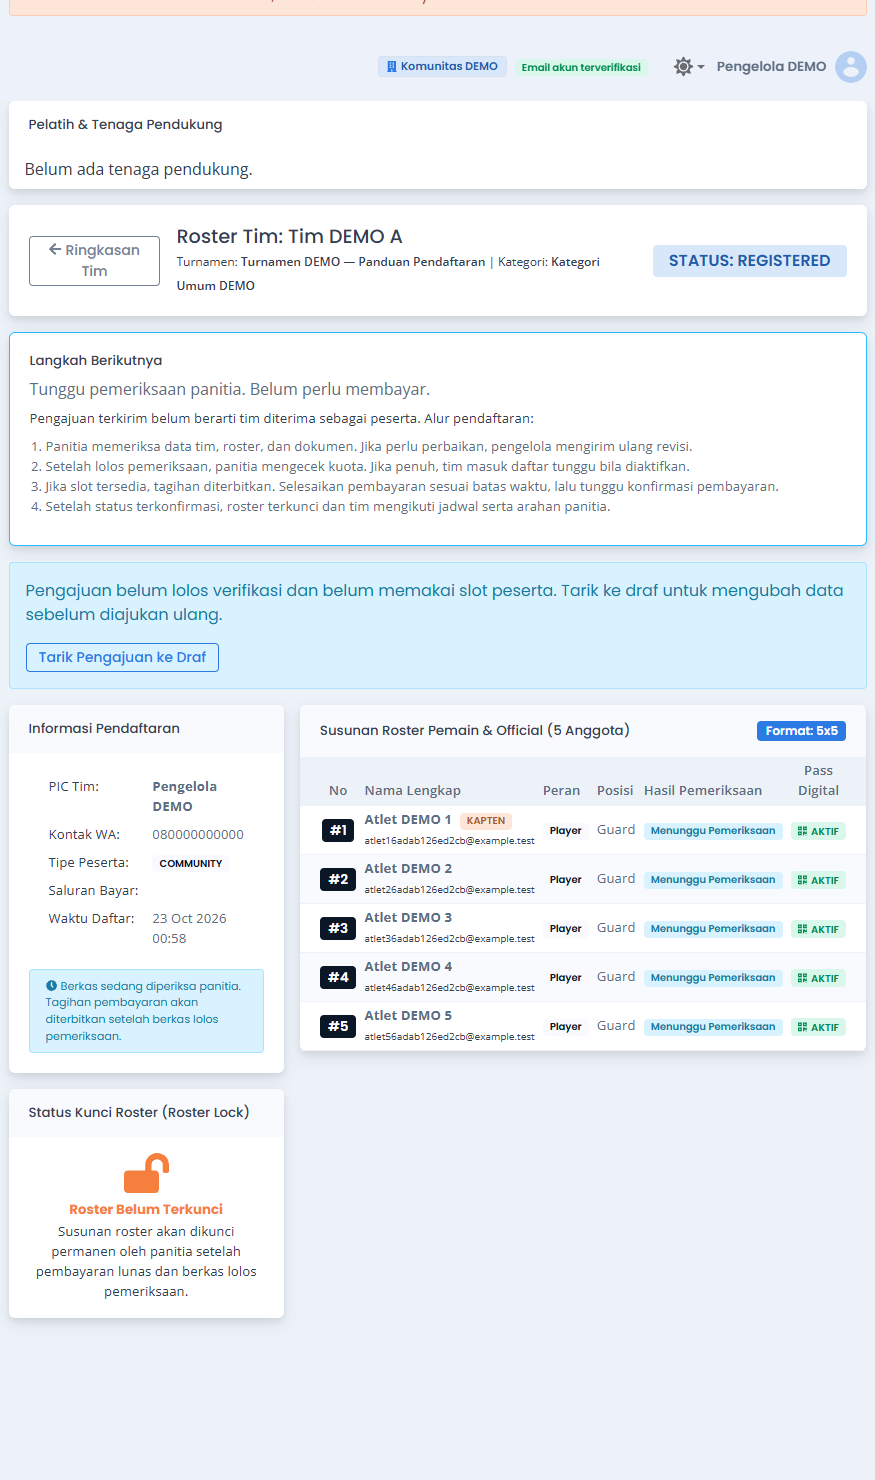 Komunitas DEMO
Email akun terverifikasi
Pengelola DEMO
Pelatih & Tenaga Pendukung
Belum ada tenaga pendukung.
Ringkasan
Tim
Roster Tim: Tim DEMO A
Turnamen: Turnamen DEMO — Panduan Pendaftaran | Kategori: Kategori
Umum DEMO
STATUS: REGISTERED
Langkah Berikutnya
Tunggu pemeriksaan panitia. Belum perlu membayar.
Pengajuan terkirim belum berarti tim diterima sebagai peserta. Alur pendaftaran:
1. Panitia memeriksa data tim, roster, dan dokumen. Jika perlu perbaikan, pengelola mengirim ulang revisi.
2. Setelah lolos pemeriksaan, panitia mengecek kuota. Jika penuh, tim masuk daftar tunggu bila diaktifkan.
3. Jika slot tersedia, tagihan diterbitkan. Selesaikan pembayaran sesuai batas waktu, lalu tunggu konfirmasi pembayaran.
4. Setelah status terkonfirmasi, roster terkunci dan tim mengikuti jadwal serta arahan panitia.
Pengajuan belum lolos verifikasi dan belum memakai slot peserta. Tarik ke draf untuk mengubah data
sebelum diajukan ulang.
Tarik Pengajuan ke Draf
Informasi Pendaftaran
PIC Tim: Pengelola
DEMO
Kontak WA: 080000000000
Tipe Peserta: COMMUNITY
Saluran Bayar:
Waktu Daftar: 23 Oct 2026
00:58
Berkas sedang diperiksa panitia.
Tagihan pembayaran akan
diterbitkan setelah berkas lolos
pemeriksaan.
Status Kunci Roster (Roster Lock)
Roster Belum Terkunci
Susunan roster akan dikunci
permanen oleh panitia setelah
pembayaran lunas dan berkas lolos
pemeriksaan.
Susunan Roster Pemain & Official (5 Anggota)
Format: 5x5
No Nama Lengkap Peran Posisi Hasil Pemeriksaan Pass
Digital
#1 Atlet DEMO 1 KAPTEN Player Guard Menunggu Pemeriksaan AKTIF
atlet16adab126ed2cb@example.test
#2 Atlet DEMO 2 Player Guard Menunggu Pemeriksaan AKTIF
atlet26adab126ed2cb@example.test
#3 Atlet DEMO 3 Player Guard Menunggu Pemeriksaan AKTIF
atlet36adab126ed2cb@example.test
#4 Atlet DEMO 4 Player Guard Menunggu Pemeriksaan AKTIF
atlet46adab126ed2cb@example.test
#5 Atlet DEMO 5 Player Guard Menunggu Pemeriksaan AKTIF
atlet56adab126ed2cb@example.test